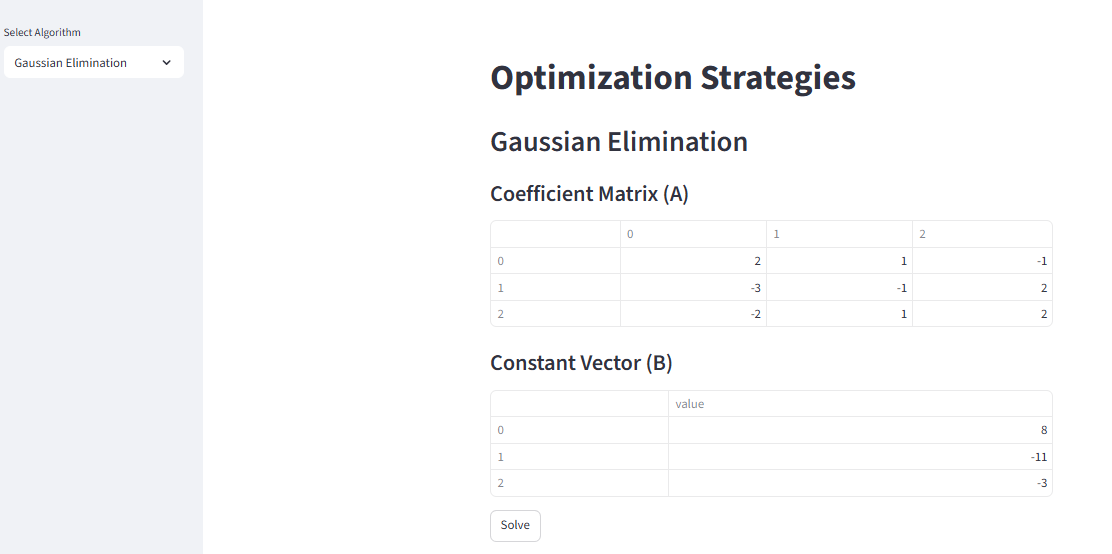 Select Algorithm
Gaussian Elimination
Optimization Strategies
Gaussian Elimination
Coefficient Matrix (A)
0 1 2
0 2 1 -1
1 -3 -1 2
2 -2 1 2
Constant Vector (B)
value
0 8
1 -11
2 -3
Solve